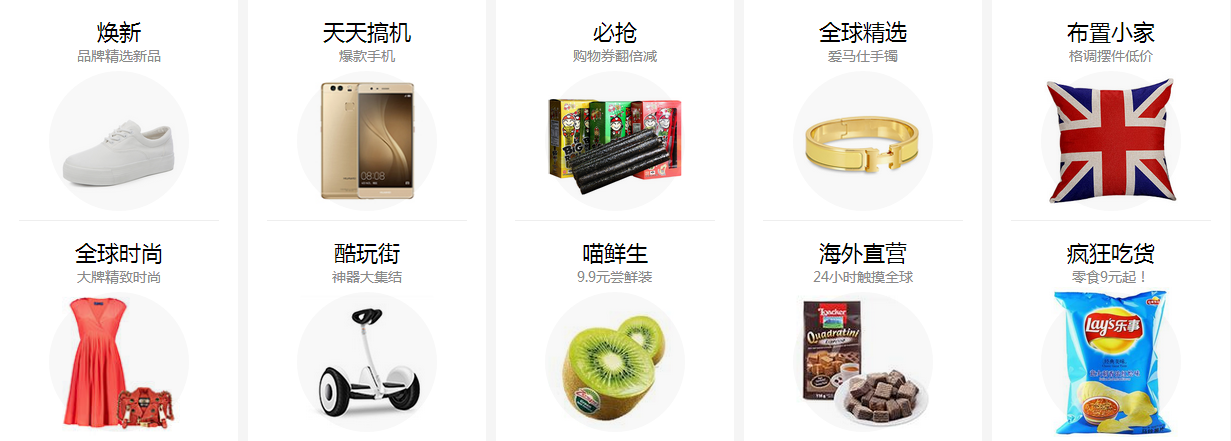 焕新
品牌精选新品
天天搞机
爆款手机
必抢
购物券翻倍减
全球精选
爱马仕手镯
布置小家
格调摆件低价
08:08
全球时尚
大牌精致时尚
酷玩街
神器大集结
喵鲜生
9.9元尝鲜装
海外直营
24小时触摸全球
疯狂吃货
零食9元起！
Loacker
Quadratini
Espresso
Lay's乐事